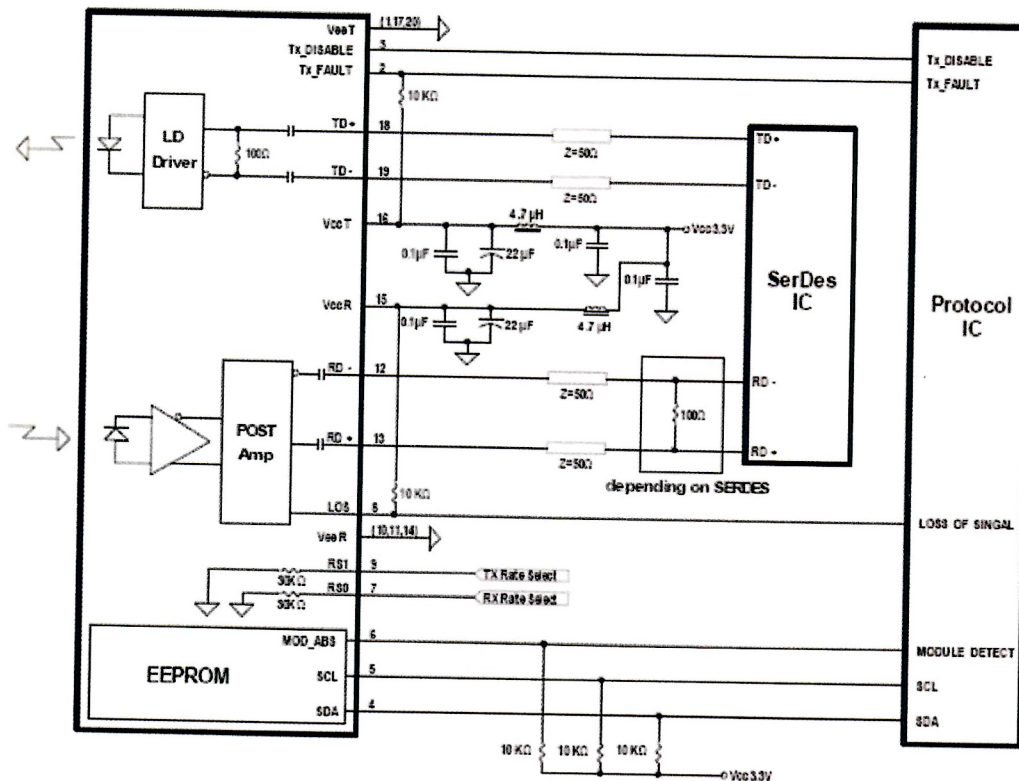 VeeT
(1,17,20)
Tx_DISABLE
3
Tx_DISABLE
Tx_FAULT
2
Tx_FAULT
10 KΩ
LD
Driver
100Ω
TD+
18
Z=50Ω
TD+
TD-
19
Z=50Ω
TD-
VccT
16
4.7 µH
Vcc3.3V
0.1µF
22µF
0.1µF
0.1µF
SerDes
IC
Protocol
IC
VccR
15
0.1µF
22µF
4.7 µH
RD -
12
Z=50Ω
RD -
POST
Amp
100Ω
RD +
13
Z=50Ω
RD +
depending on SERDES
10 KΩ
LOS
8
LOSS OF SINGAL
VeeR
(10,11,14)
RS1
9
TX Rate Select
30KΩ
RS0
7
RX Rate Select
30KΩ
MOD_ABS
6
MODULE DETECT
EEPROM
SCL
5
SCL
SDA
4
SDA
10 KΩ
10 KΩ
10 KΩ
Vcc3.3V